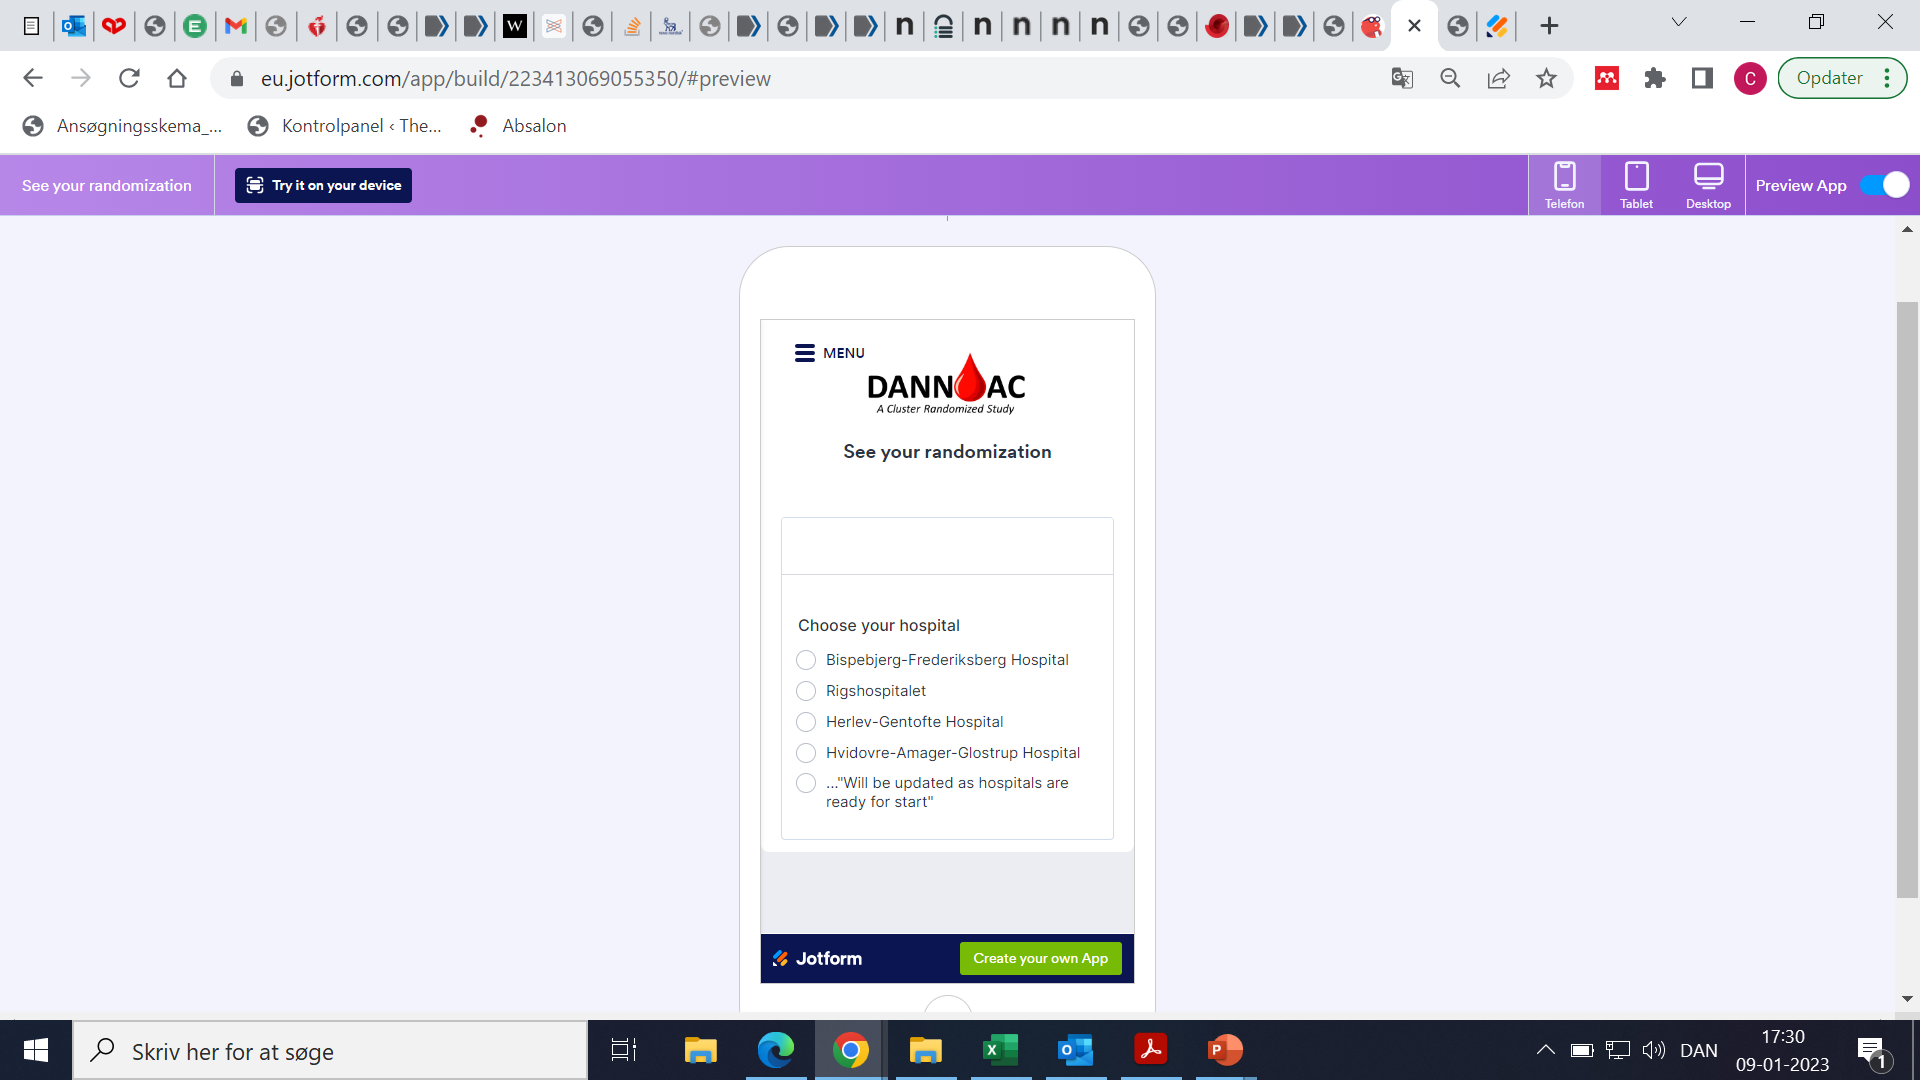 eu.jotform.com/app/build/223413069055350/#preview
C
Opdater
Ansøgningsskema_...
Kontrolpanel ‹ The...
Absalon
See your randomization
Try it on your device
Telefon
Tablet
Desktop
Preview App
MENU
DANN AC
A Cluster Randomized Study
See your randomization
Choose your hospital
Bispebjerg-Frederiksberg Hospital
Rigshospitalet
Herlev-Gentofte Hospital
Hvidovre-Amager-Glostrup Hospital
..."Will be updated as hospitals are
ready for start"
Jotform
Create your own App
Skriv her for at søge
DAN
17:30
09-01-2023
1